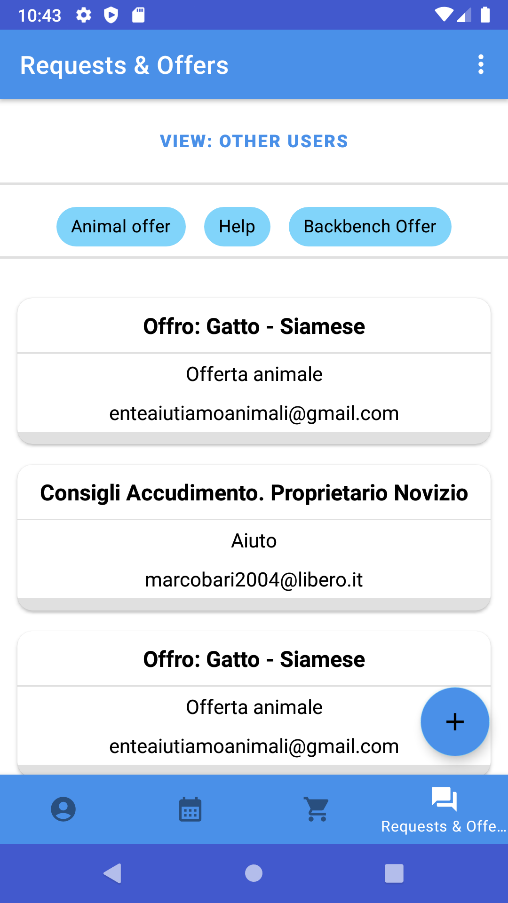 10:43
Requests & Offers
VIEW: OTHER USERS
Animal offer
Help
Backbench Offer
Offro: Gatto - Siamese
Offerta animale
enteaiutiamoanimali@gmail.com
Consigli Accudimento. Proprietario Novizio
Aiuto
marcobari2004@libero.it
Offro: Gatto - Siamese
Offerta animale
enteaiutiamoanimali@gmail.com
Requests & Offe...